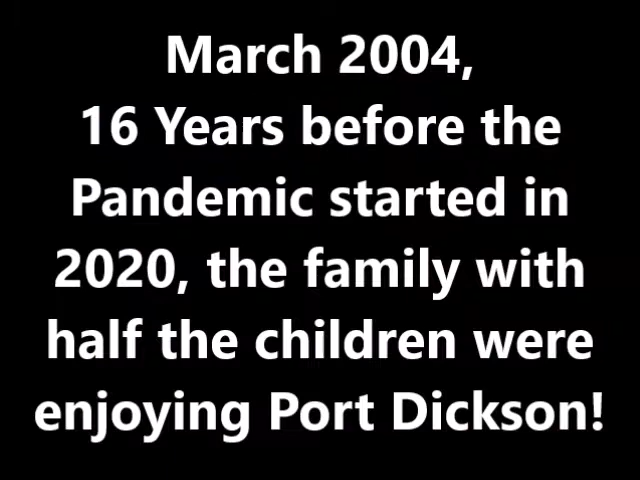 March 2004,
16 Years before the
Pandemic started in
2020, the family with
half the children were
enjoying Port Dickson!